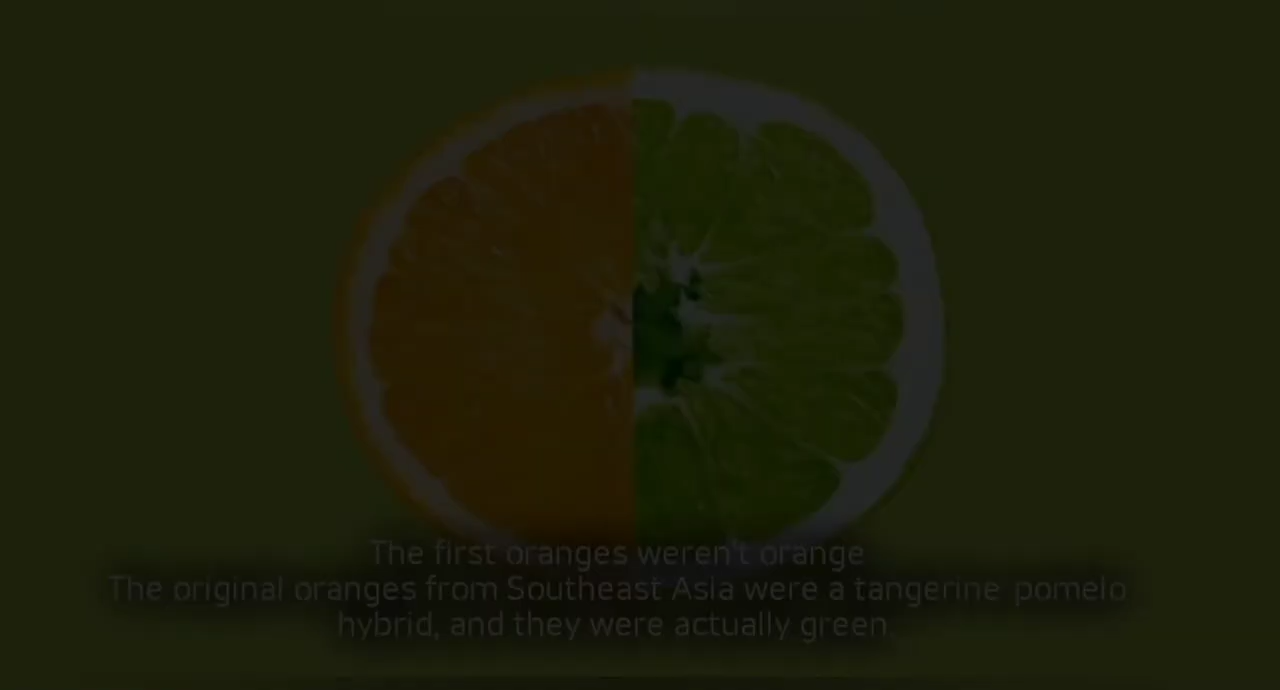 The first oranges weren't orange
The original oranges from Southeast Asia were a tangerine pomelo
hybrid, and they were actually green.